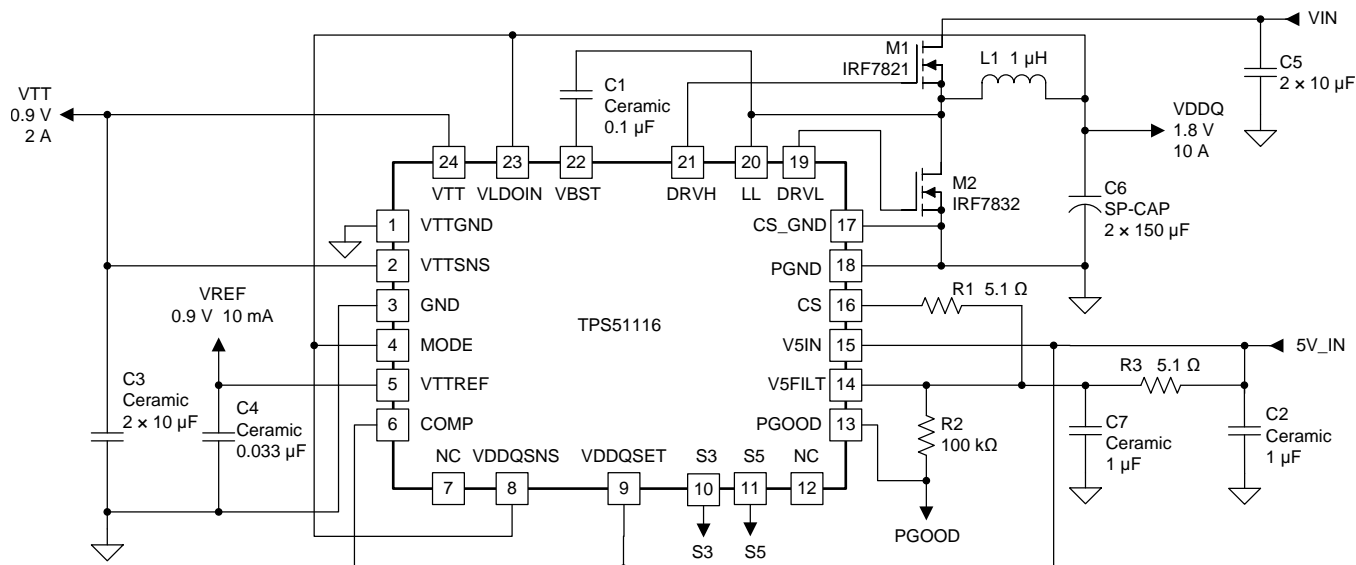 VIN
M1
IRF7821
L1 1 µH
C5
2 × 10 µF
VTT
0.9 V
2 A
C1
Ceramic
0.1 µF
VDDQ
1.8 V
10 A
24
23
22
21
20
19
VTT
VLDOIN
VBST
DRVH
LL
DRVL
M2
IRF7832
C6
SP-CAP
2 × 150 µF
1
VTTGND
CS_GND
17
2
VTTSNS
PGND
18
VREF
0.9 V 10 mA
3
GND
TPS51116
CS
16
R1 5.1 Ω
4
MODE
V5IN
15
5V_IN
5
VTTREF
V5FILT
14
R3 5.1 Ω
6
COMP
PGOOD
13
C3
Ceramic
2 × 10 µF
C4
Ceramic
0.033 µF
R2
100 kΩ
C7
Ceramic
1 µF
C2
Ceramic
1 µF
NC
VDDQSNS
VDDQSET
S3
S5
NC
7
8
9
10
11
12
S3
S5
PGOOD